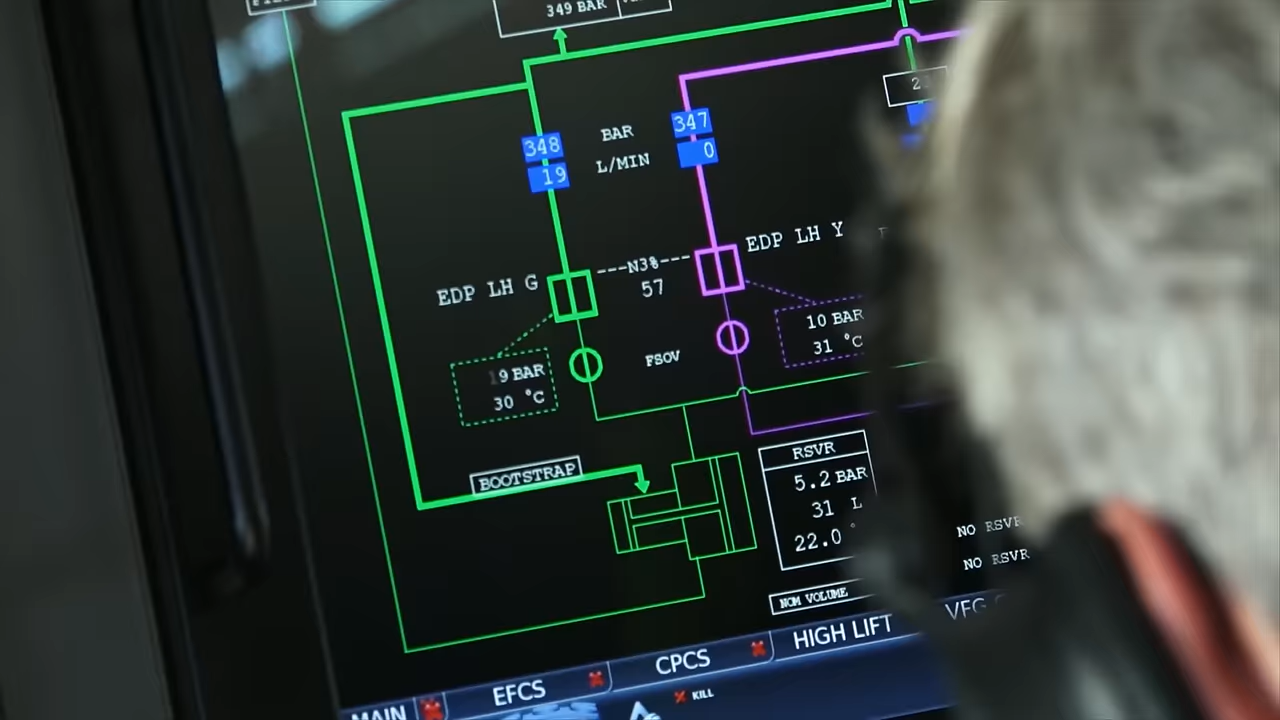 349 BAR
348
19
BAR
L/MIN
347
0
EDP LH G
---N3%---
57
EDP LH Y
FSOV
9 BAR
30 °C
10 BAR
31 °C
BOOTSTRAP
RSVR
5.2 BAR
31 L
22.0 °
NO RSVR
NO RSVR
NOM VOLUME
MAIN
EFCS
CPCS
HIGH LIFT
VFG
KILL